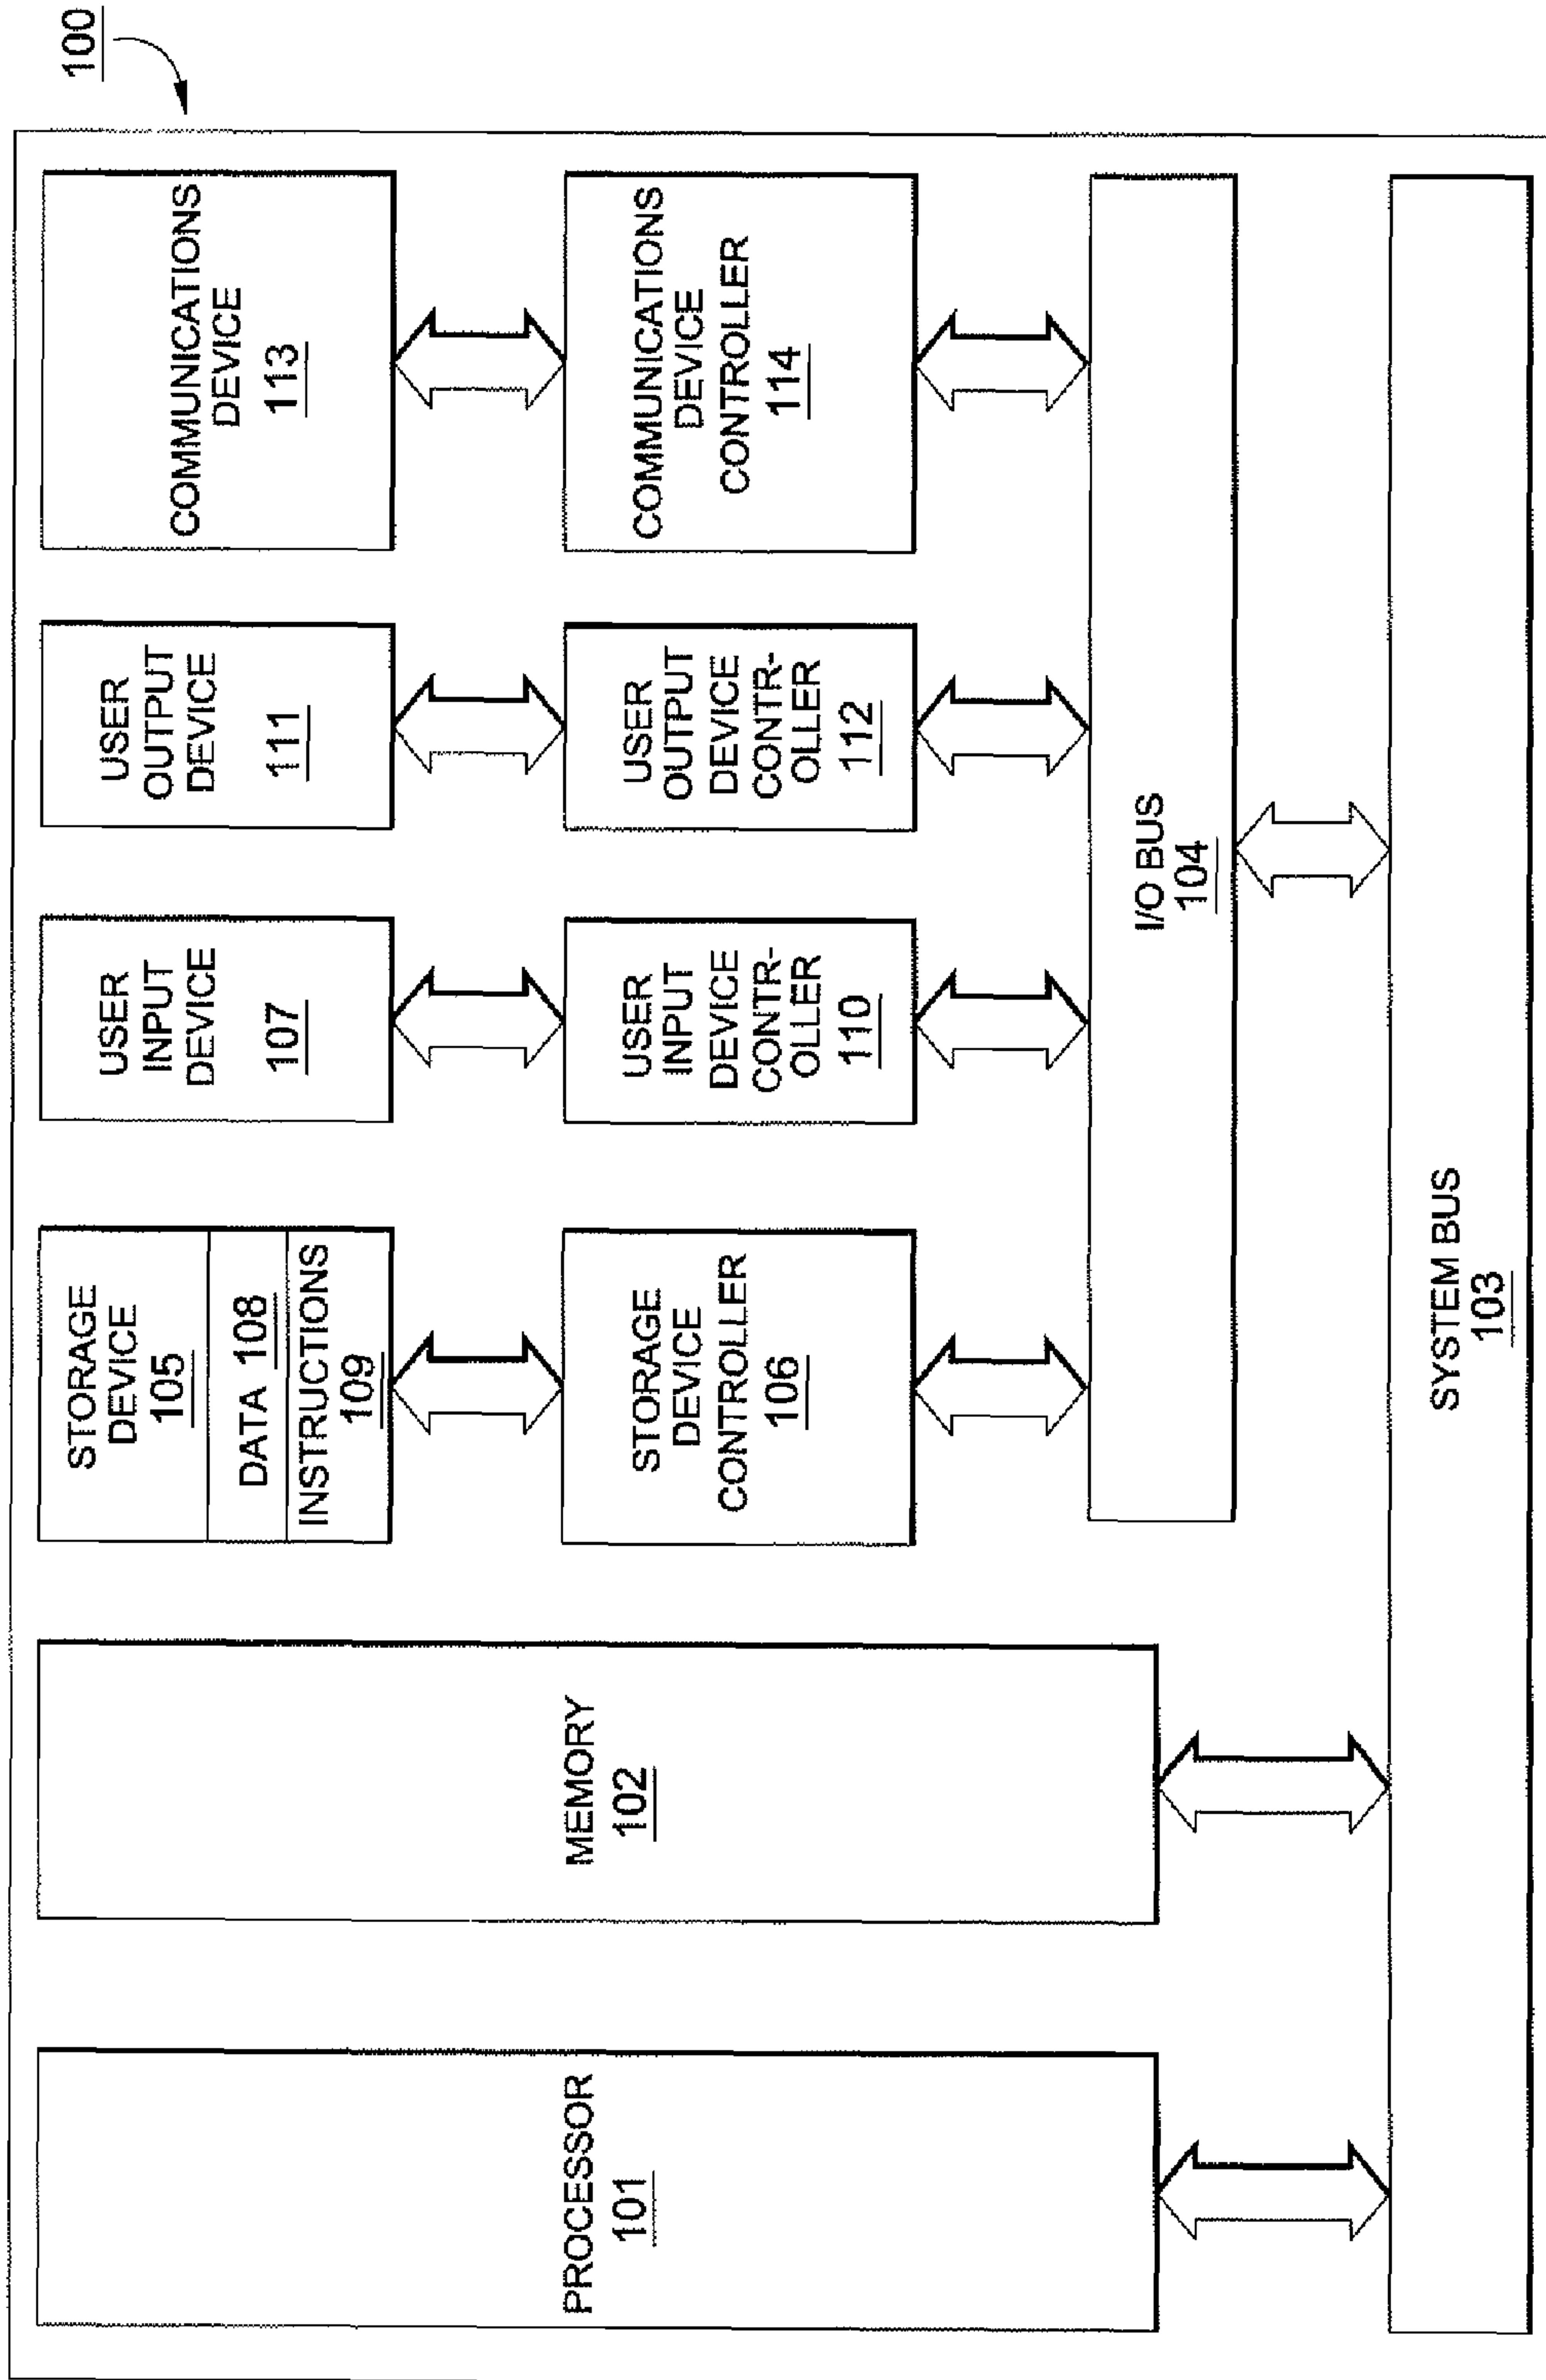 100
PROCESSOR
101
MEMORY
102
STORAGE
DEVICE
105
DATA 108
INSTRUCTIONS
109
STORAGE
DEVICE
CONTROLLER
106
USER
INPUT
DEVICE
107
USER
INPUT
DEVICE
CONTR-
OLLER
110
USER
OUTPUT
DEVICE
111
USER
OUTPUT
DEVICE
CONTR-
OLLER
112
COMMUNICATIONS
DEVICE
113
COMMUNICATIONS
DEVICE
CONTROLLER
114
I/O BUS
104
SYSTEM BUS
103